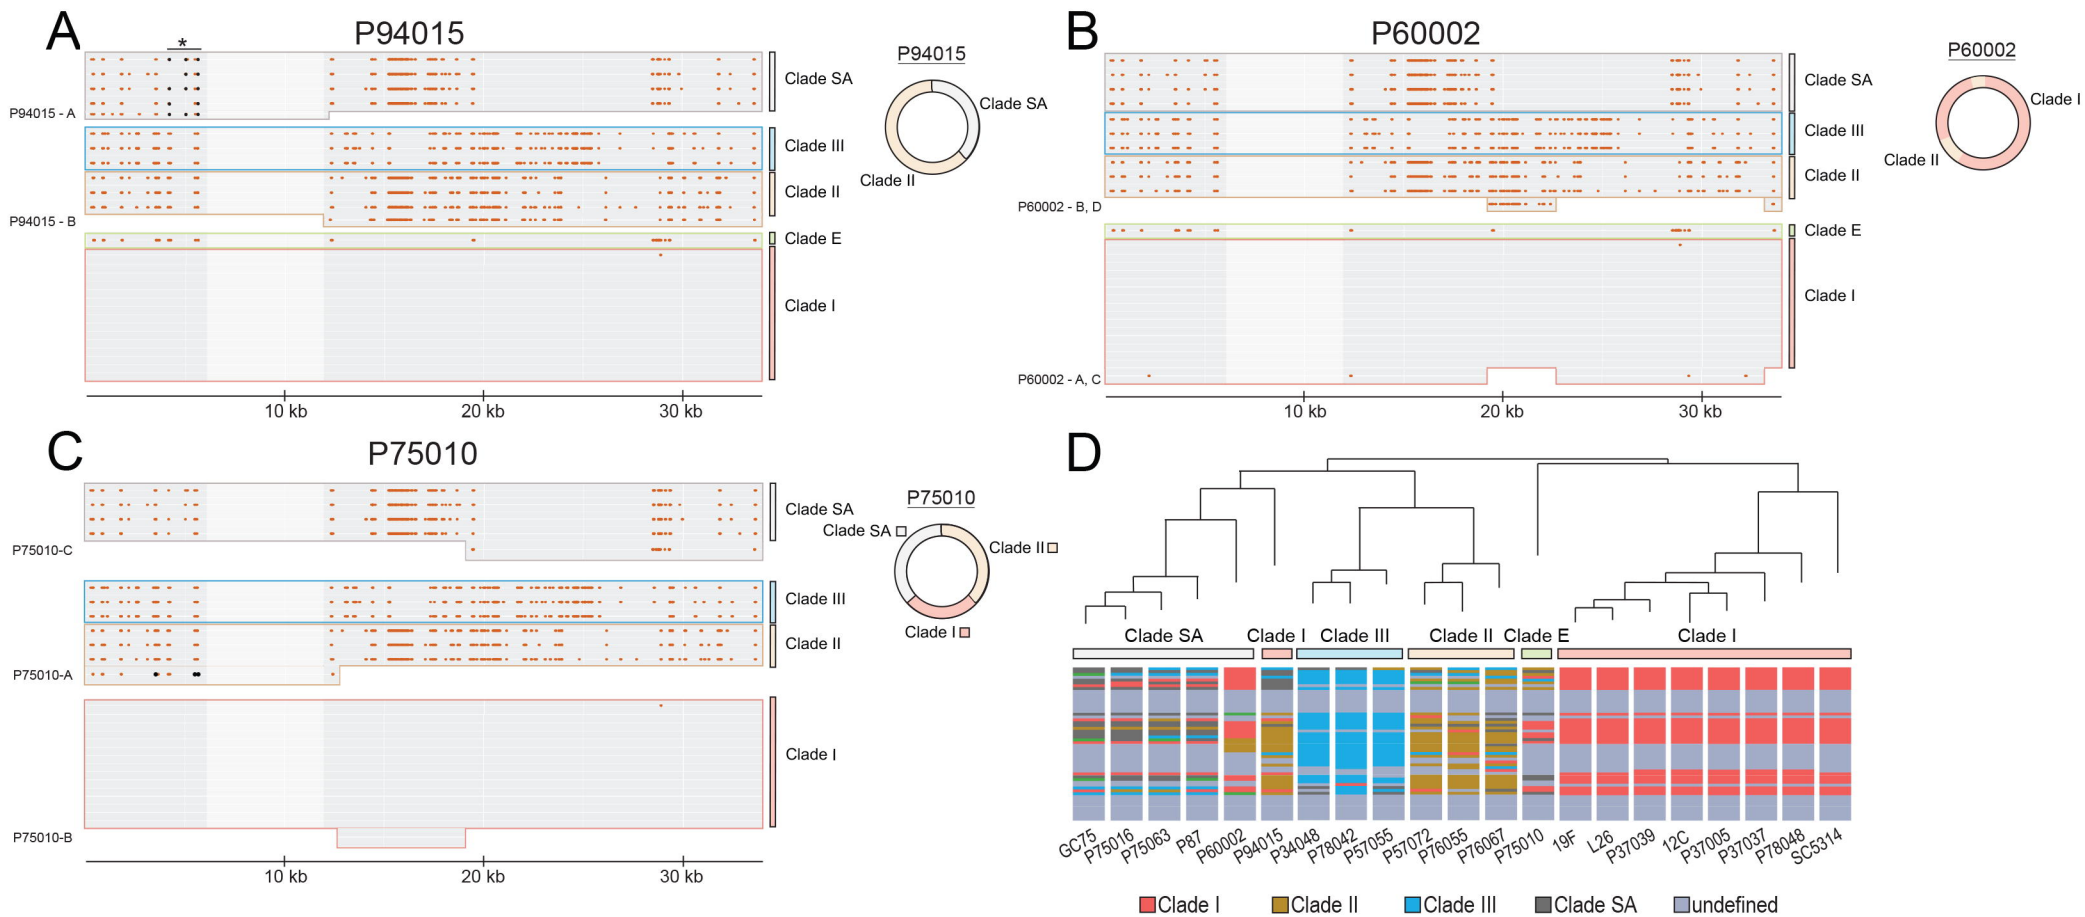 A
P94015
*
Clade SA
P94015 - A
Clade III
Clade II
P94015 - B
Clade E
Clade I
10 kb
20 kb
30 kb
P94015
Clade SA
Clade II
B
P60002
Clade SA
Clade III
Clade II
P60002 - B, D
Clade E
Clade I
P60002 - A, C
10 kb
20 kb
30 kb
P60002
Clade I
Clade II
C
P75010
Clade SA
P75010-C
Clade III
Clade II
P75010-A
Clade I
P75010-B
10 kb
20 kb
30 kb
P75010
Clade SA
Clade II
Clade I
D
Clade SA Clade I Clade III Clade II Clade E Clade I
GC75 P75016 P75063 P87 P60002 P94015 P34048 P78042 P57055 P57072 P76055 P76067 P75010 19F L26 P37039 12C P37005 P37037 P78048 SC5314
Clade I Clade II Clade III Clade SA undefined